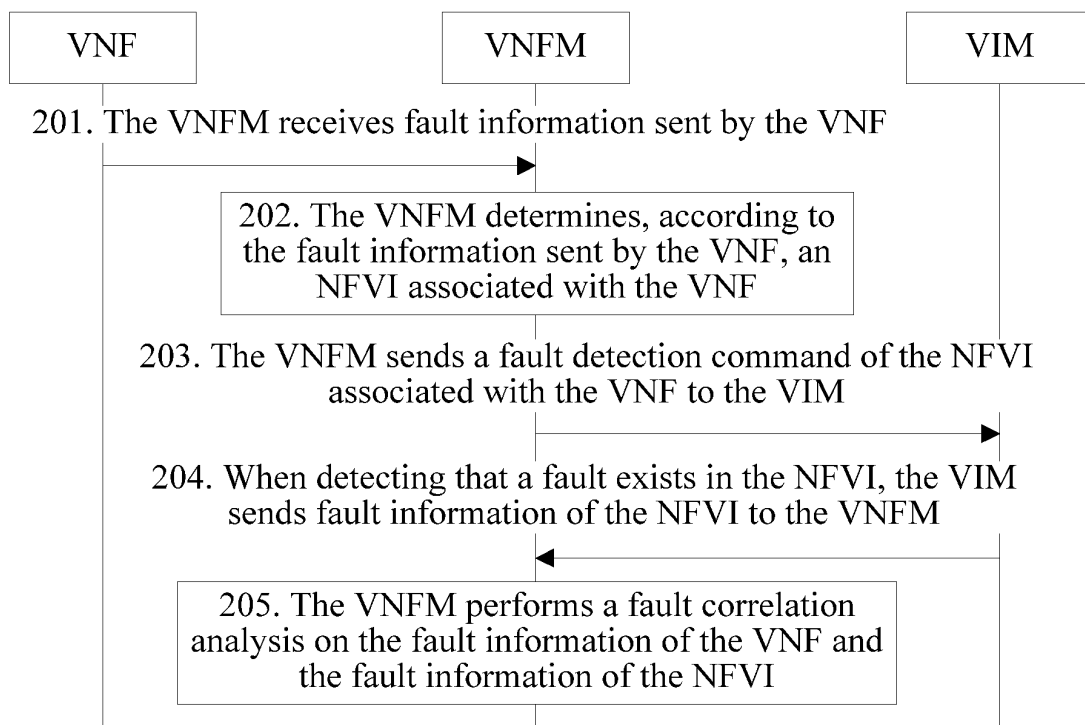 VNF
VNFM
VIM
201. The VNFM receives fault information sent by the VNF
202. The VNFM determines, according to
the fault information sent by the VNF, an
NFVI associated with the VNF
203. The VNFM sends a fault detection command of the NFVI
associated with the VNF to the VIM
204. When detecting that a fault exists in the NFVI, the VIM
sends fault information of the NFVI to the VNFM
205. The VNFM performs a fault correlation
analysis on the fault information of the VNF and
the fault information of the NFVI